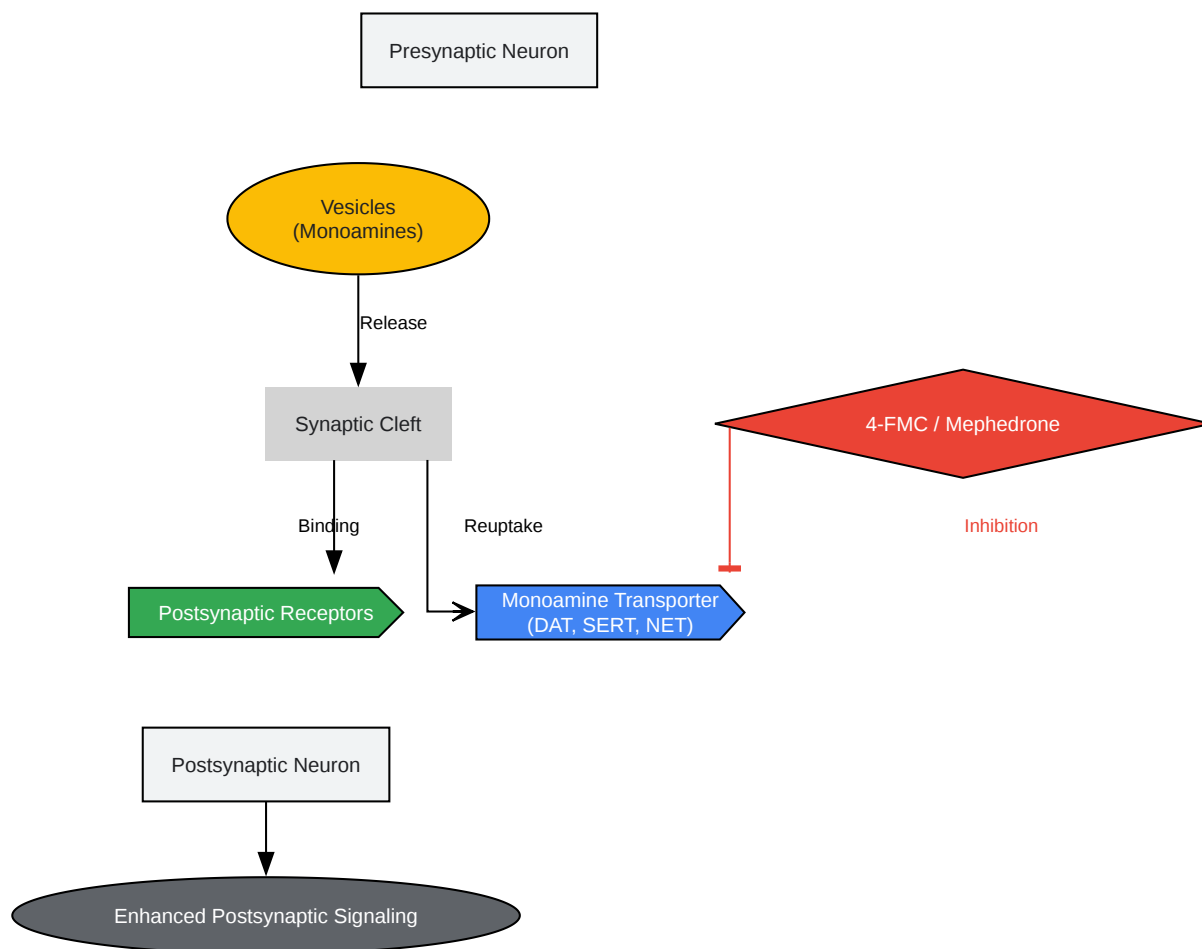 Presynaptic Neuron
Vesicles
(Monoamines)
Release
Synaptic Cleft
4-FMC / Mephedrone
Binding
Reuptake
Inhibition
Postsynaptic Receptors
Monoamine Transporter
(DAT, SERT, NET)
Postsynaptic Neuron
Enhanced Postsynaptic Signaling